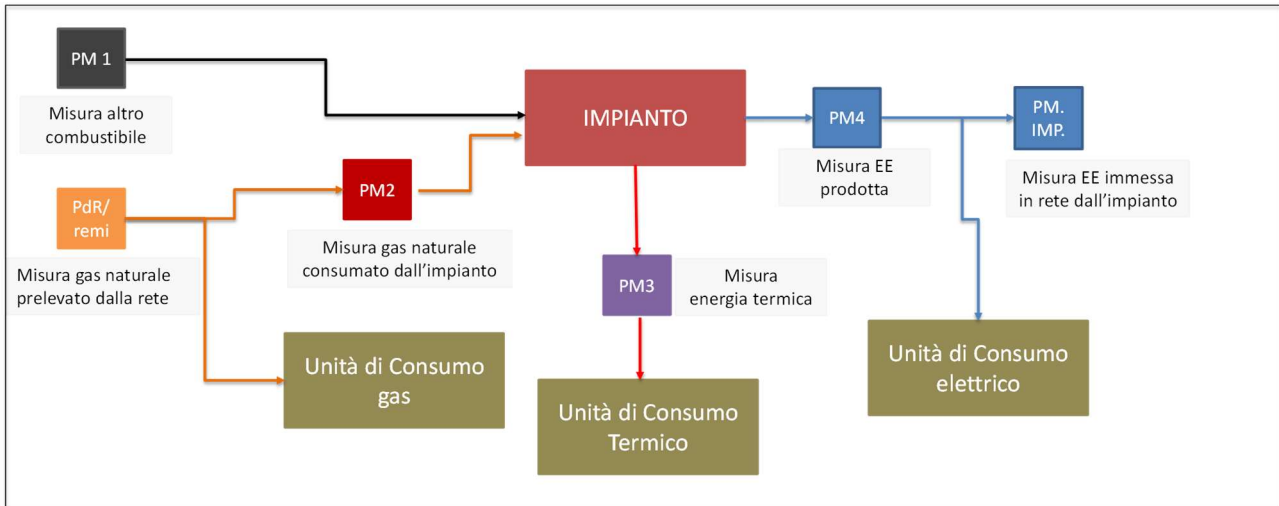 PM 1
Misura altro
combustibile
IMPIANTO
PM4
PM.
IMP.
Misura EE
prodotta
Misura EE immessa
in rete dall'impianto
PdR/
remi
PM2
Misura gas naturale
prelevato dalla rete
Misura gas naturale
consumato dall'impianto
PM3
Misura
energia termica
Unità di Consumo
gas
Unità di Consumo
Termico
Unità di Consumo
elettrico